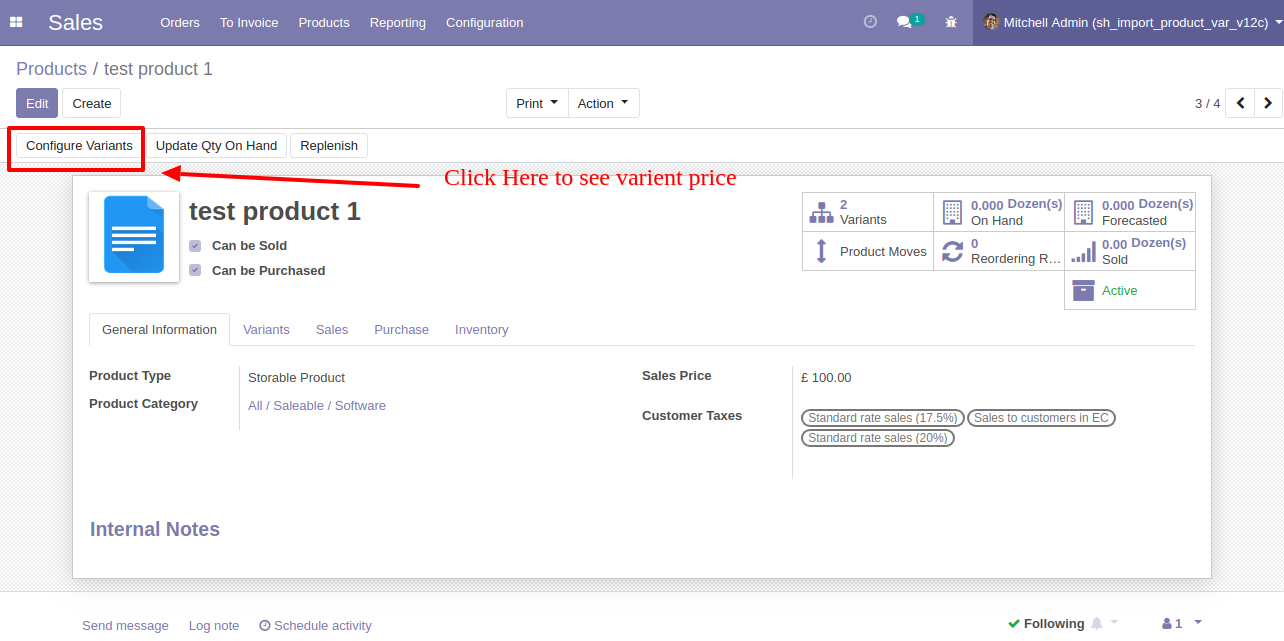 Sales Orders To Invoice Products Reporting Configuration 1 Mitchell Admin (sh_import_product_var_v12c)
Products / test product 1
Edit Create Print Action 3 / 4
Configure Variants Update Qty On Hand Replenish
Click Here to see varient price
test product 1
Can be Sold
Can be Purchased
2 Variants
0.000 Dozen(s) On Hand
0.000 Dozen(s) Forecasted
Product Moves
0 Reordering R...
0.00 Dozen(s) Sold
Active
General Information Variants Sales Purchase Inventory
Product Type Storable Product
Product Category All / Saleable / Software
Sales Price £ 100.00
Customer Taxes Standard rate sales (17.5%) Sales to customers in EC
Standard rate sales (20%)
Internal Notes
Send message Log note Schedule activity Following 1